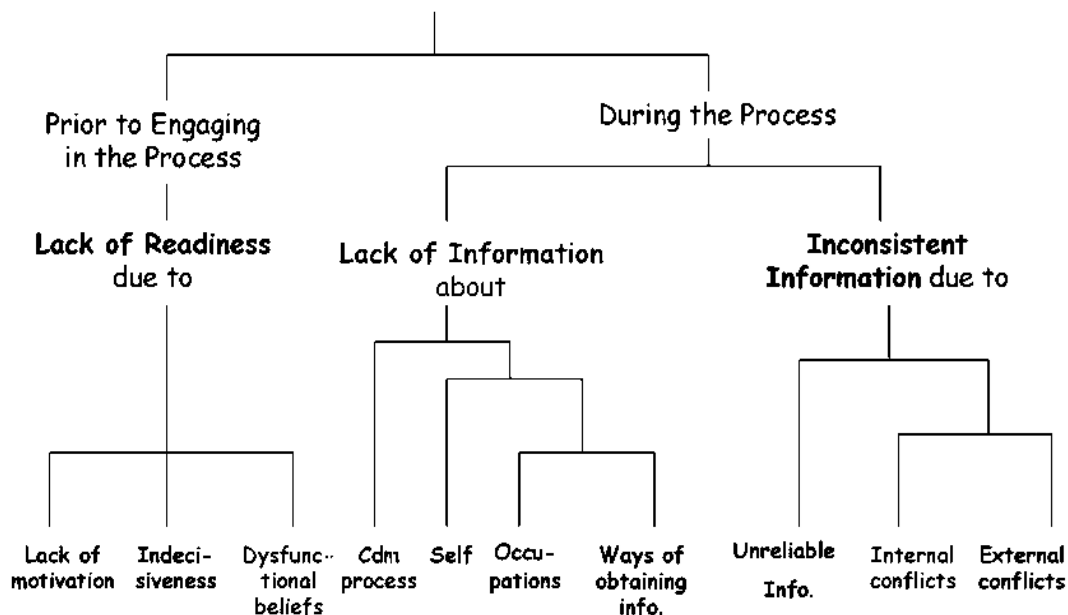 Prior to Engaging
in the Process
During the Process
Lack of Readiness
due to
Lack of Information
about
Inconsistent
Information due to
Lack of
motivation
Indeci-
siveness
Dysfunc-
tional
beliefs
Cdm
process
Self
Occu-
pations
Ways of
obtaining
info.
Unreliable
Info.
Internal
conflicts
External
conflicts